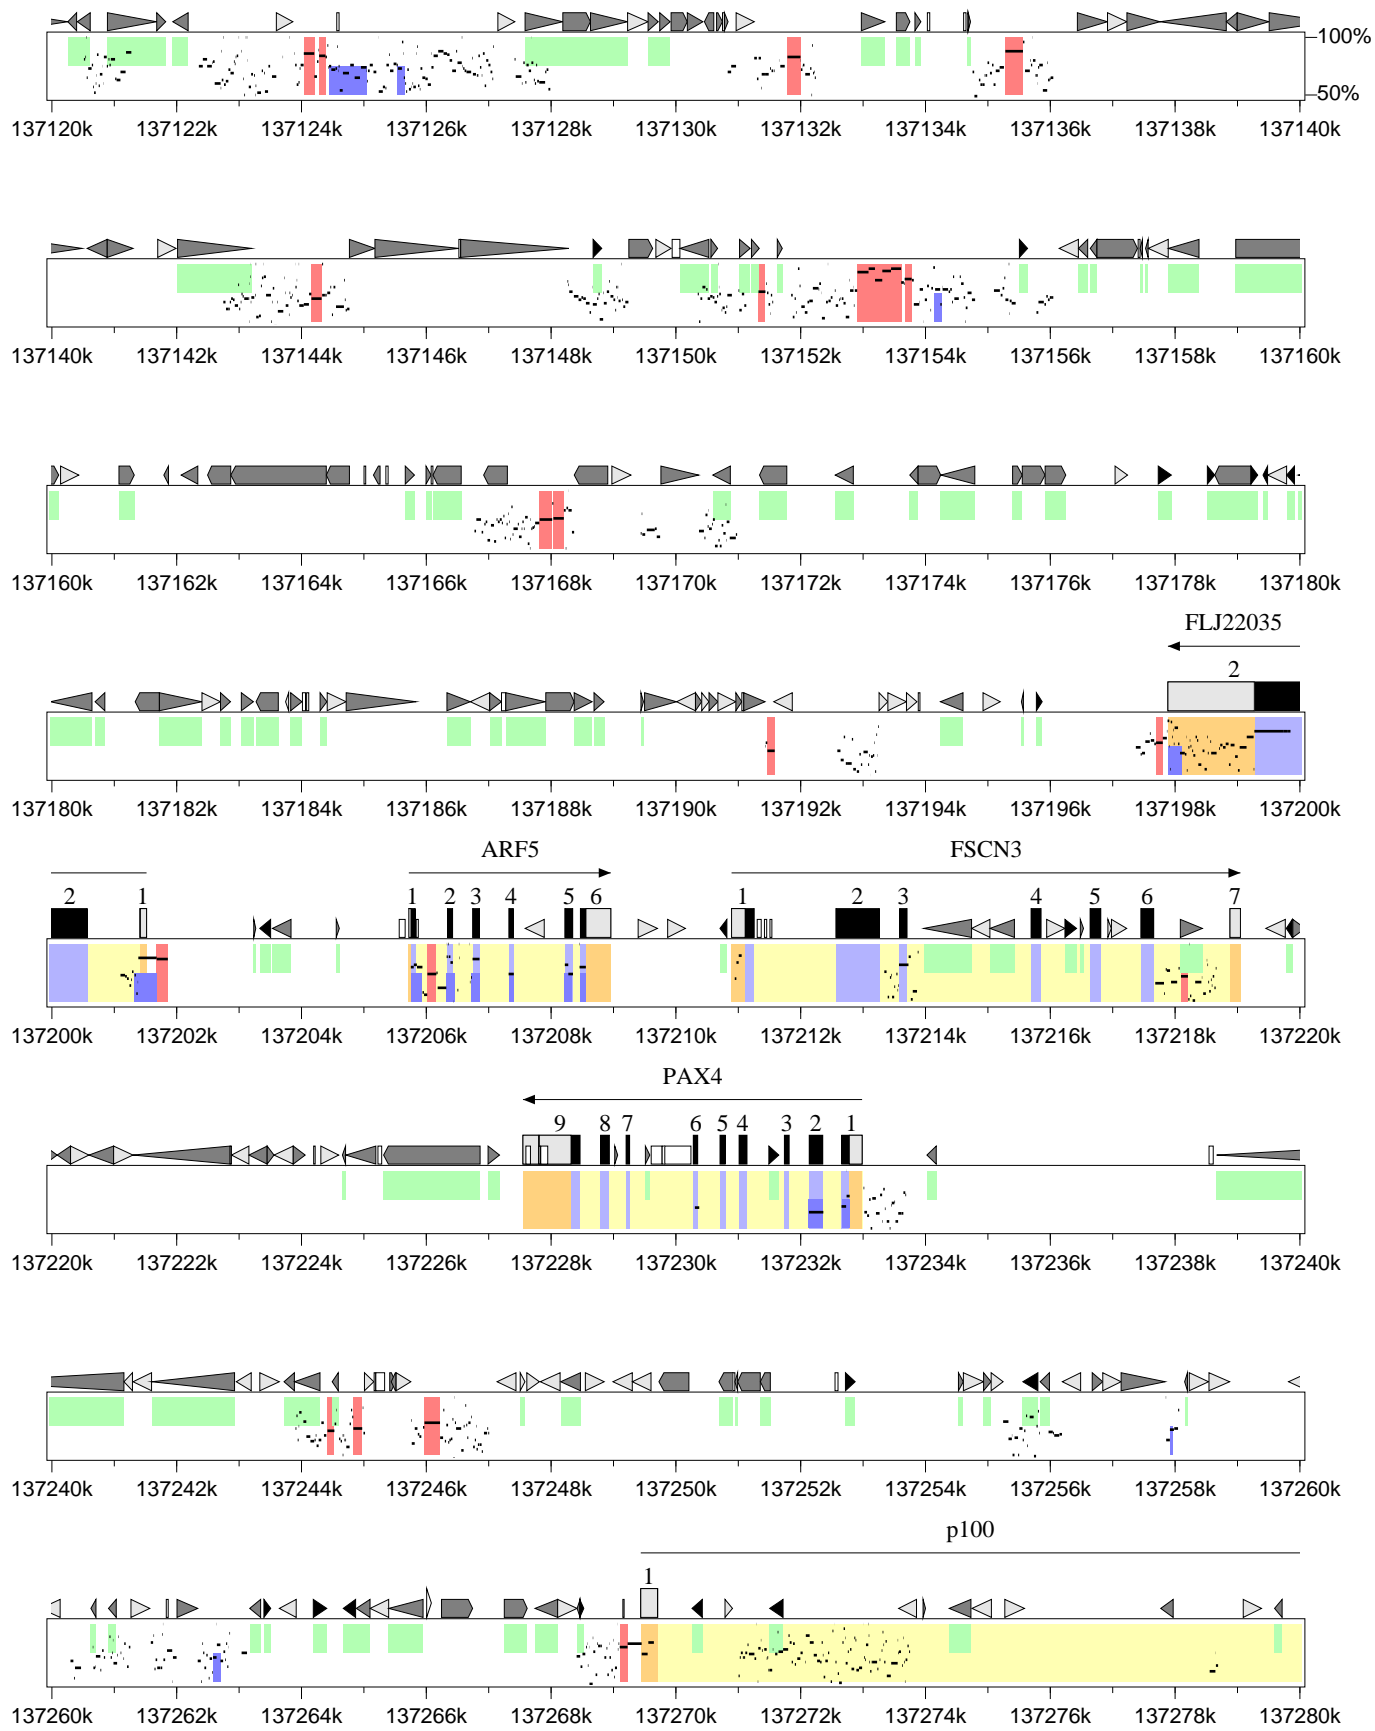 100%
50%
137120k 137122k 137124k 137126k 137128k 137130k 137132k 137134k 137136k 137138k 137140k
137140k 137142k 137144k 137146k 137148k 137150k 137152k 137154k 137156k 137158k 137160k
137160k 137162k 137164k 137166k 137168k 137170k 137172k 137174k 137176k 137178k 137180k
FLJ22035
2
137180k 137182k 137184k 137186k 137188k 137190k 137192k 137194k 137196k 137198k 137200k
ARF5 FSCN3
2 1 1 2 3 4 5 6 1 2 3 4 5 6 7
137200k 137202k 137204k 137206k 137208k 137210k 137212k 137214k 137216k 137218k 137220k
PAX4
9 8 7 6 5 4 3 2 1
137220k 137222k 137224k 137226k 137228k 137230k 137232k 137234k 137236k 137238k 137240k
137240k 137242k 137244k 137246k 137248k 137250k 137252k 137254k 137256k 137258k 137260k
p100
1
137260k 137262k 137264k 137266k 137268k 137270k 137272k 137274k 137276k 137278k 137280k